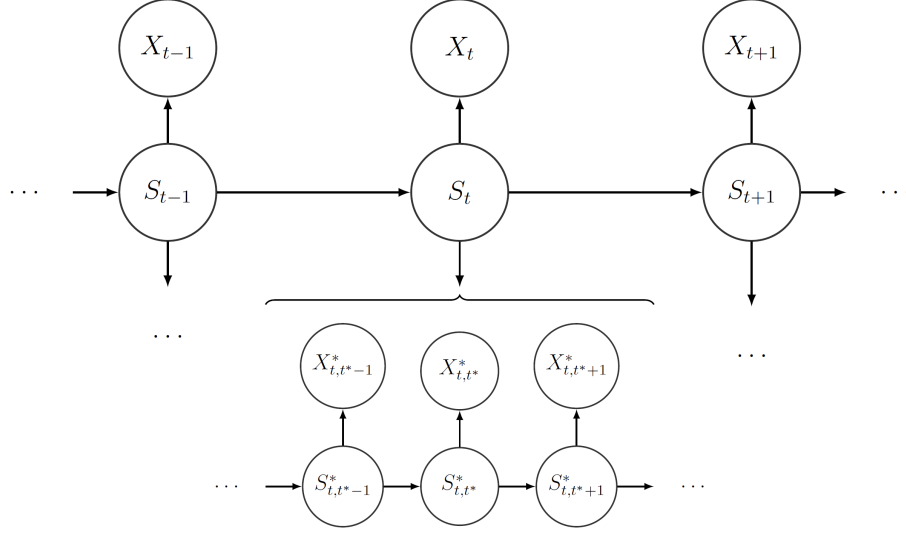 X_{t−1} X_t X_{t+1}
· · · S_{t−1} S_t S_{t+1} · ·
· · · · · ·
X^*_{t,t^*−1} X^*_{t,t^*} X^*_{t,t^*+1}
· · · S^*_{t,t^*−1} S^*_{t,t^*} S^*_{t,t^*+1} · · ·